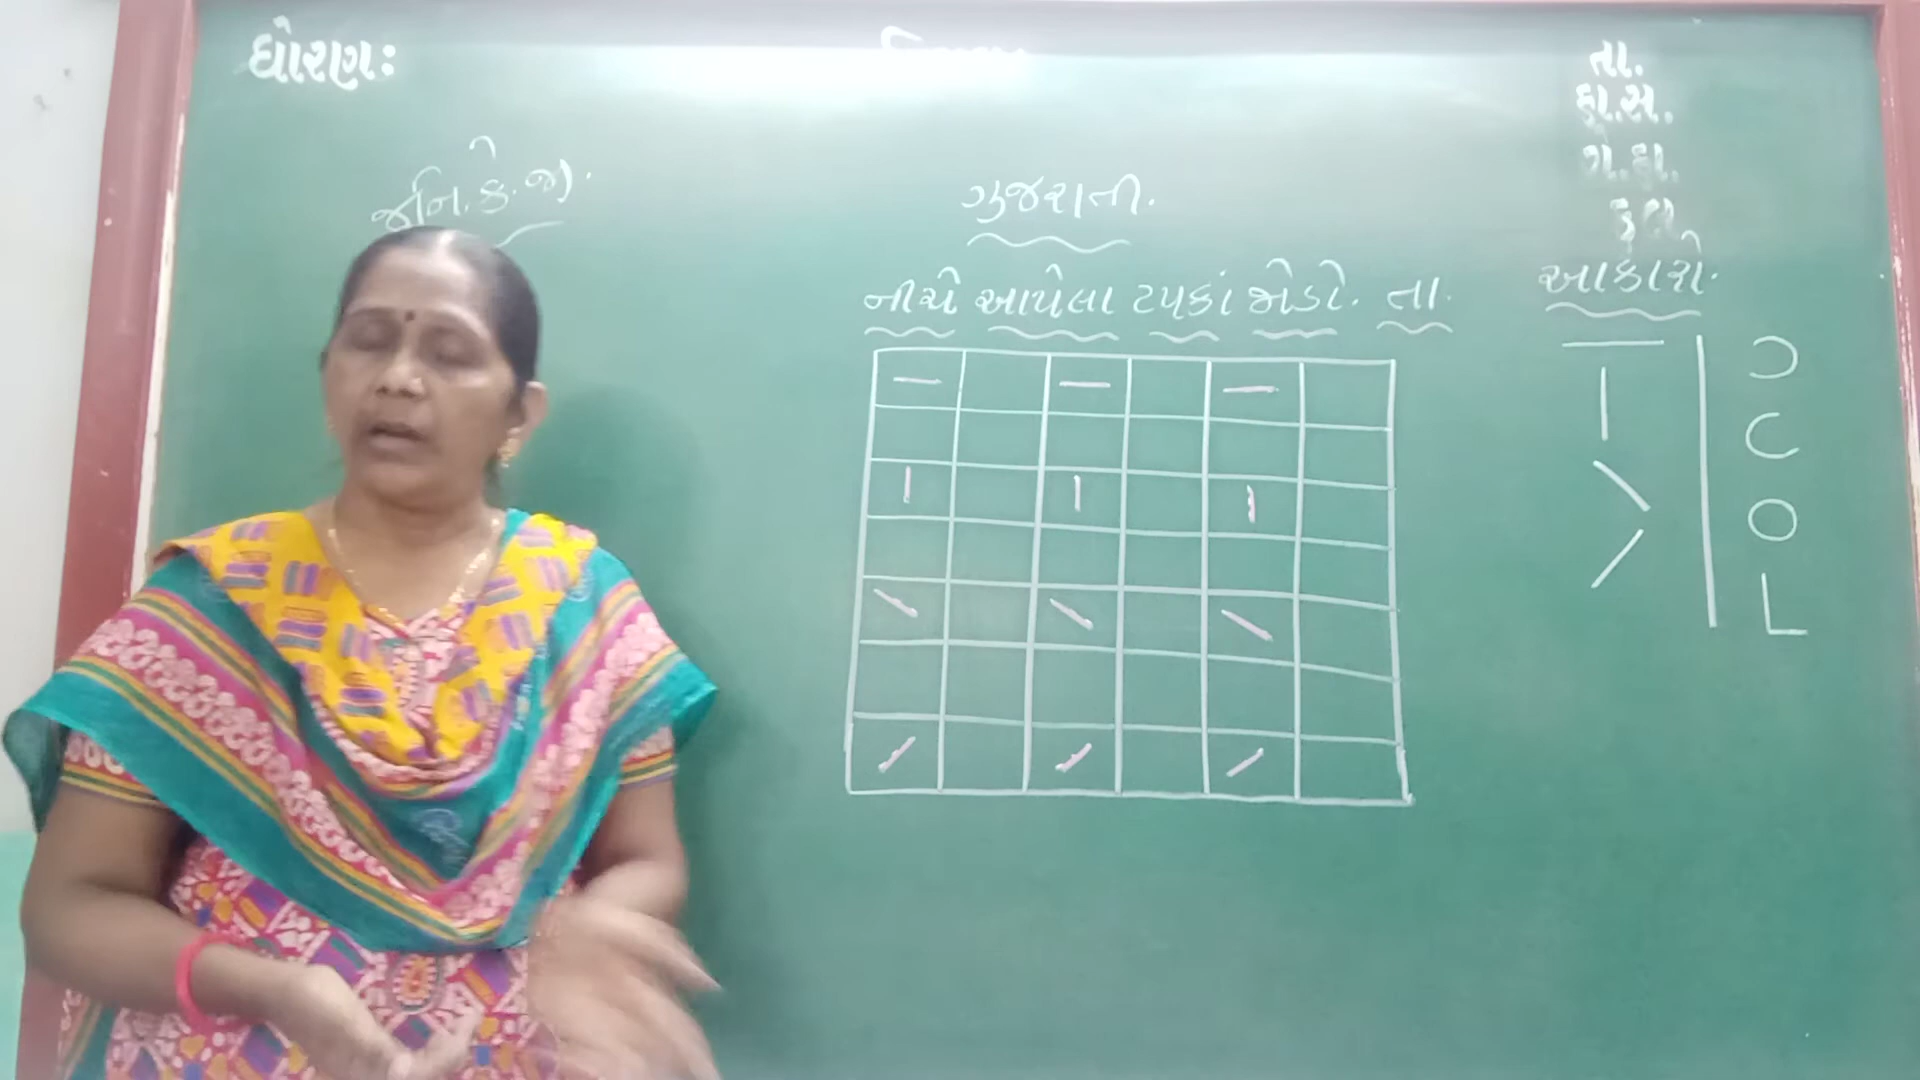 ધોરણઃ
તા.
હા.સ.
ગે.હા.
કુલ
જુનિ.કે.જી.
ગુજરાતી.
આકારો.
નીચે આપેલા ટપકાં જોડો. તા.